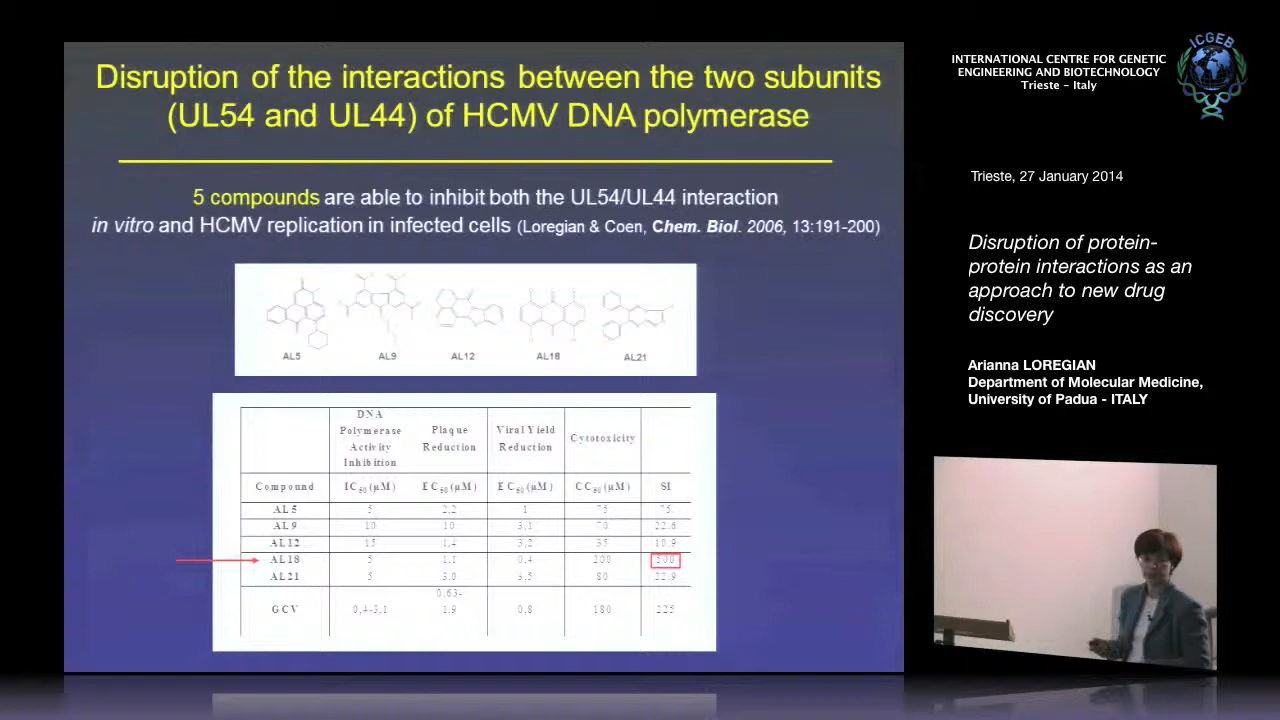 Disruption of the interactions between the two subunits
(UL54 and UL44) of HCMV DNA polymerase
5 compounds are able to inhibit both the UL54/UL44 interaction
in vitro and HCMV replication in infected cells (Loregian & Coen, Chem. Biol. 2006, 13:191-200)
AL5 AL9 AL12 AL18 AL21
DNA Polymerase Activity Inhibition Plaque Reduction Viral Yield Reduction Cytotoxicity
Compound IC50 (μM) EC50 (μM) EC50 (μM) CC50 (μM) SI
AL5 5 2,2 1 75 75
AL9 10 10 3,1 70 22.6
AL12 15 1,4 3,2 35 10.9
AL18 5 1,1 0,4 200 500
AL21 5 3,0 3,5 80 22.9
GCV 0,4-3,1 0,63-1,9 0,8 180 225
INTERNATIONAL CENTRE FOR GENETIC
ENGINEERING AND BIOTECHNOLOGY
Trieste - Italy
ICGEB
Trieste, 27 January 2014
Disruption of protein-
protein interactions as an
approach to new drug
discovery
Arianna LOREGIAN
Department of Molecular Medicine,
University of Padua - ITALY